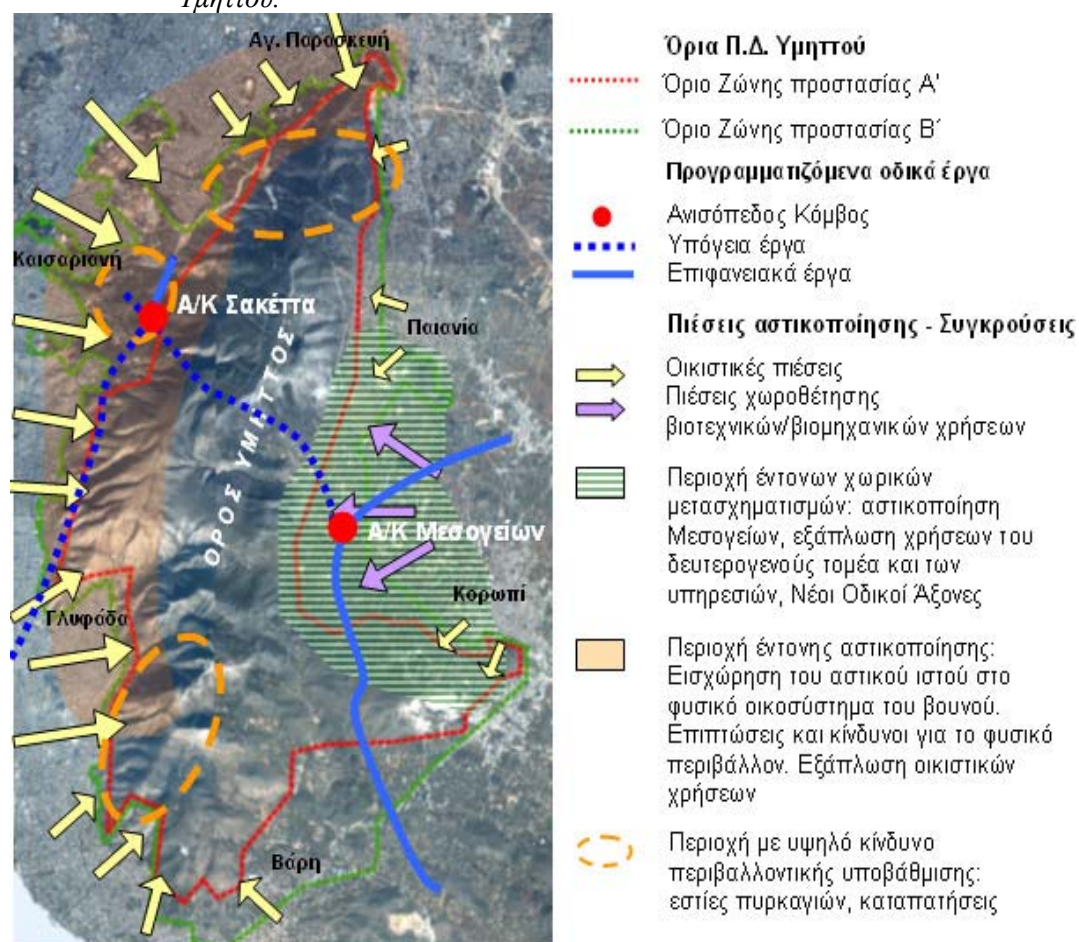 Υμηττού.
Αγ. Παρασκευή
Καισαριανή
Α/Κ Σακέττα
Παιανία
ΟΡΟΣ ΥΜΗΤΤΟΣ
Α/Κ Μεσογείων
Κορωπί
Γλυφάδα
Βάρη
Όρια Π.Δ. Υμηττού
Όριο Ζώνης προστασίας Α'
Όριο Ζώνης προστασίας Β΄
Προγραμματιζόμενα οδικά έργα
Ανισόπεδος Κόμβος
Υπόγεια έργα
Επιφανειακά έργα
Πιέσεις αστικοποίησης - Συγκρούσεις
Οικιστικές πιέσεις
Πιέσεις χωροθέτησης
βιοτεχνικών/βιομηχανικών χρήσεων
Περιοχή έντονων χωρικών
μετασχηματισμών: αστικοποίηση
Μεσογείων, εξάπλωση χρήσεων του
δευτερογενούς τομέα και των
υπηρεσιών, Νέοι Οδικοί Άξονες
Περιοχή έντονης αστικοποίησης:
Εισχώρηση του αστικού ιστού στο
φυσικό οικοσύστημα του βουνού.
Επιπτώσεις και κίνδυνοι για το φυσικό
περιβάλλον. Εξάπλωση οικιστικών
χρήσεων
Περιοχή με υψηλό κίνδυνο
περιβαλλοντικής υποβάθμισης:
εστίες πυρκαγιών, καταπατήσεις